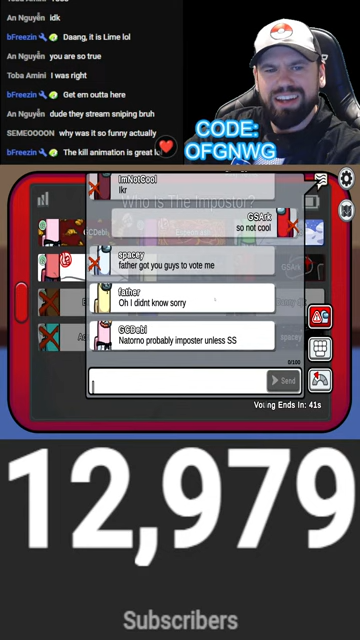 An Nguyễn idk
bFreezin Daang, it is Lime lol
An Nguyễn you are so true
Toba Amini I was right
bFreezin Get em outta here
An Nguyễn dude they stream sniping bruh
SEMEOOOON why was it so funny actually
bFreezin The kill animation is great lo
CODE:
OFGNWG
ImNotCool
Ikr
Who Is The Impostor?
GSArk
so not cool
spacey
father got you guys to vote me
father
Oh I didnt know sorry
GCDebi
Natorno probably imposter unless SS
0/100
Send
Voting Ends In: 41s
12,979
Subscribers